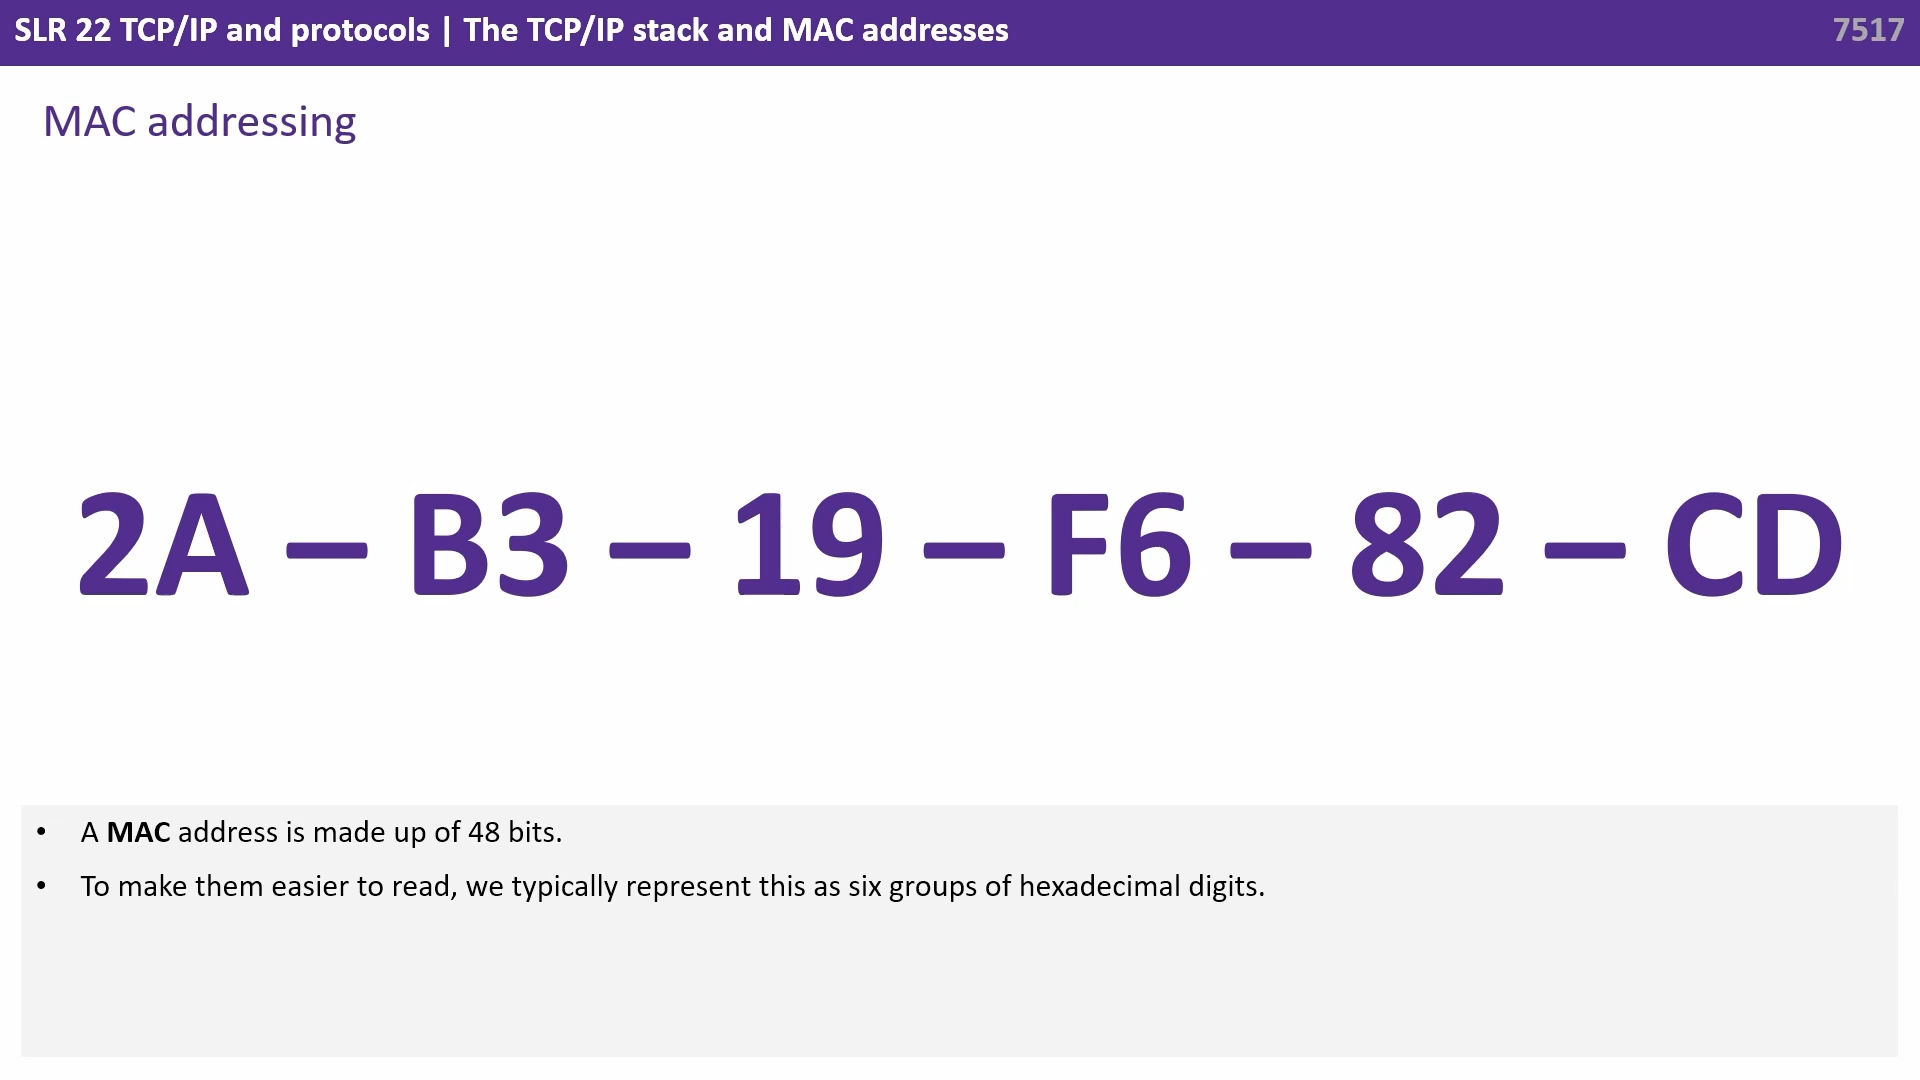 SLR 22 TCP/IP and protocols | The TCP/IP stack and MAC addresses
7517
MAC addressing
2A – B3 – 19 – F6 – 82 – CD
• A MAC address is made up of 48 bits.
• To make them easier to read, we typically represent this as six groups of hexadecimal digits.